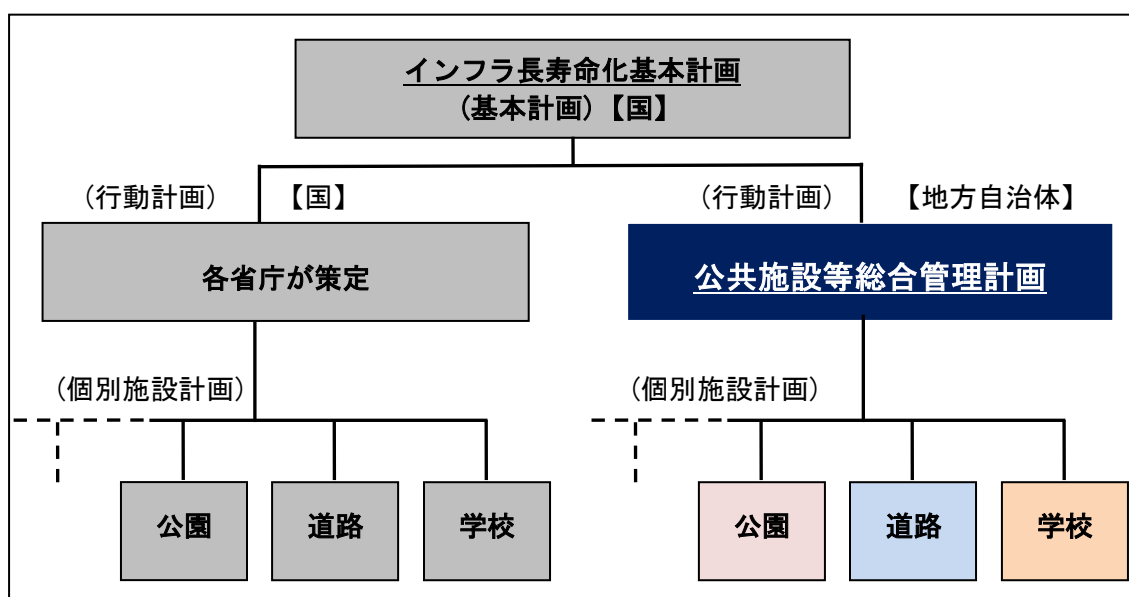 インフラ長寿命化基本計画
(基本計画)【国】
(行動計画) 【国】
(行動計画) 【地方自治体】
各省庁が策定
公共施設等総合管理計画
(個別施設計画)
(個別施設計画)
公園
道路
学校
公園
道路
学校